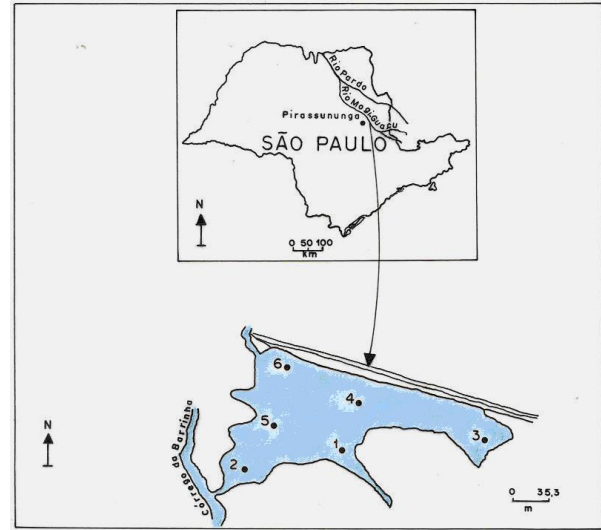 Rio Pardo
Rio Mogi Guaçu
Pirassununga
SÃO PAULO
N
0 50 100
km
6
4
5
1
3
2
Córrego da Barrinha
N
0 35,3
m